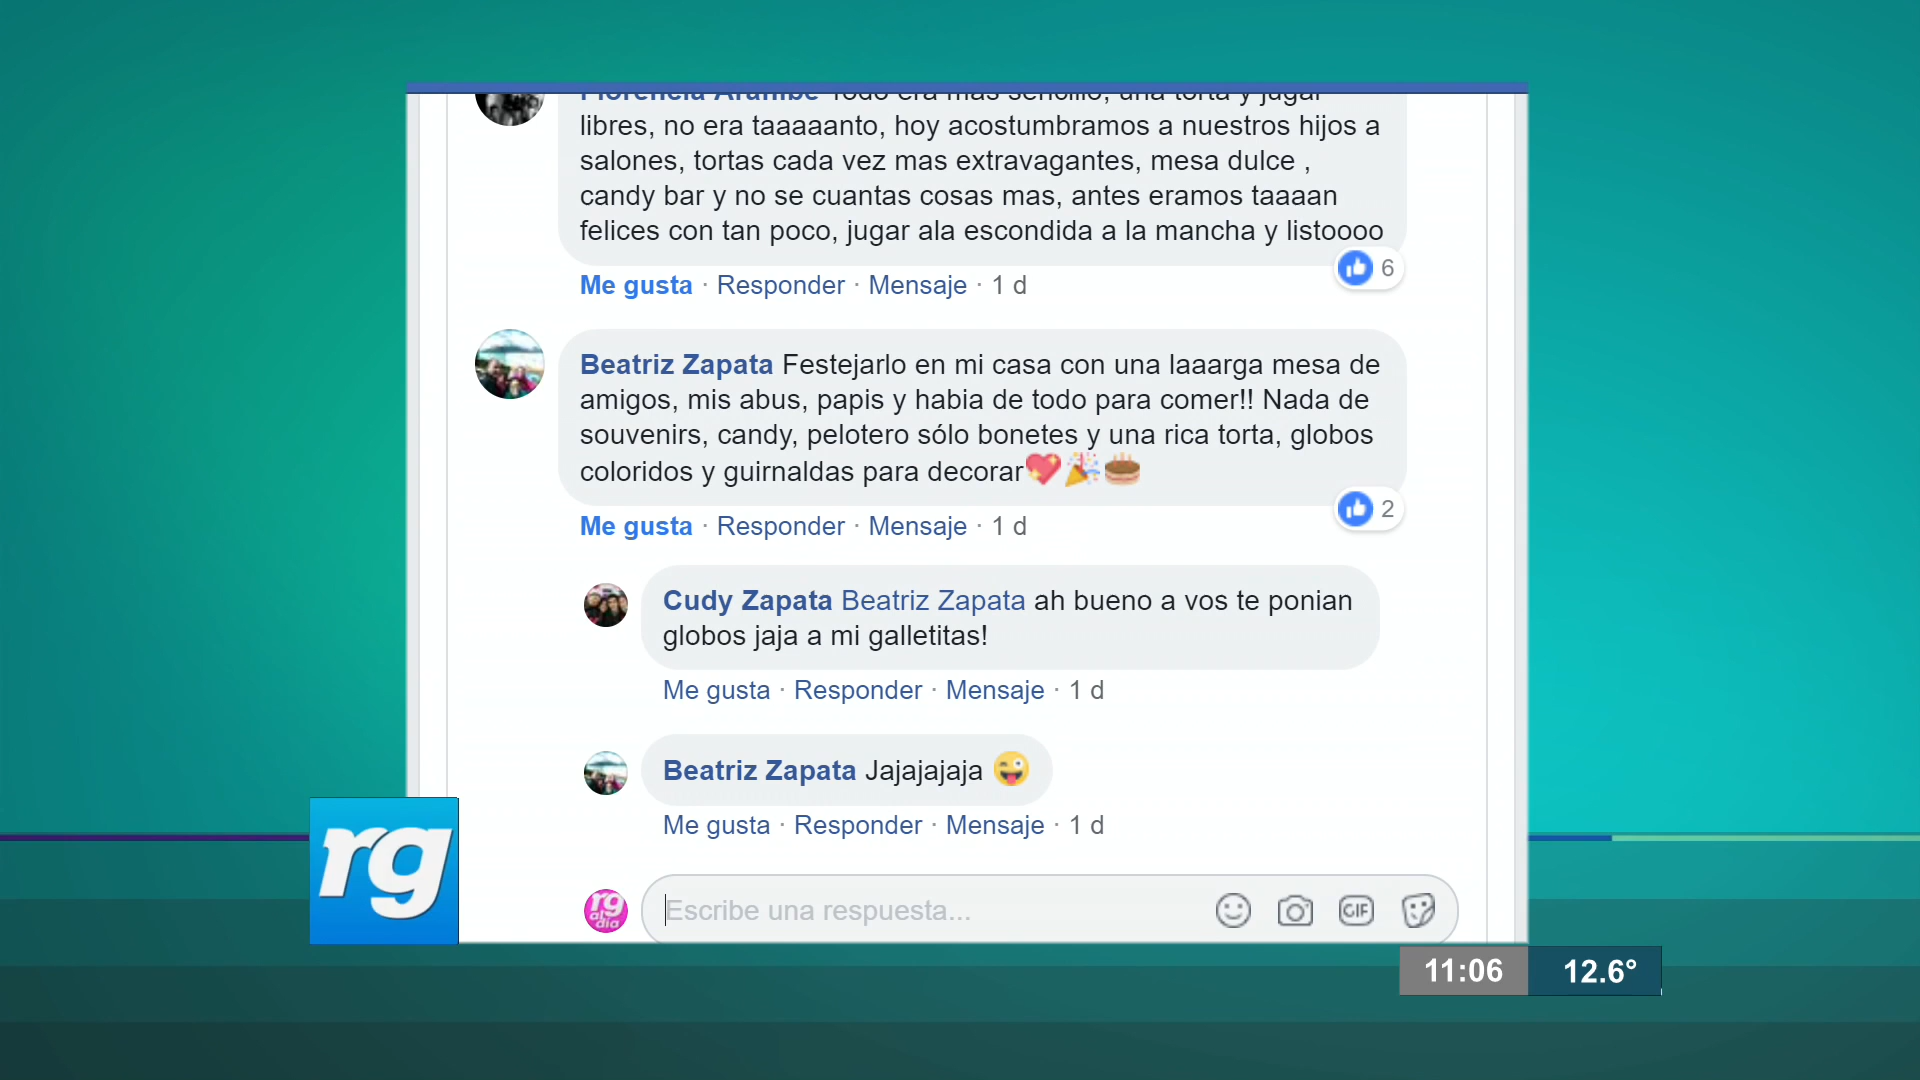 Florencia Arambe Todo era mas sencillo, una torta y jugar
libres, no era taaaaanto, hoy acostumbramos a nuestros hijos a
salones, tortas cada vez mas extravagantes, mesa dulce ,
candy bar y no se cuantas cosas mas, antes eramos taaaan
felices con tan poco, jugar ala escondida a la mancha y listoooo
6
Me gusta · Responder · Mensaje · 1 d
Beatriz Zapata Festejarlo en mi casa con una laaarga mesa de
amigos, mis abus, papis y habia de todo para comer!! Nada de
souvenirs, candy, pelotero sólo bonetes y una rica torta, globos
coloridos y guirnaldas para decorar💖🎉🎂
2
Me gusta · Responder · Mensaje · 1 d
Cudy Zapata Beatriz Zapata ah bueno a vos te ponian
globos jaja a mi galletitas!
Me gusta · Responder · Mensaje · 1 d
Beatriz Zapata Jajajajaja 😜
Me gusta · Responder · Mensaje · 1 d
rg
rg
al
dia
Escribe una respuesta...
GIF
11:06
12.6°